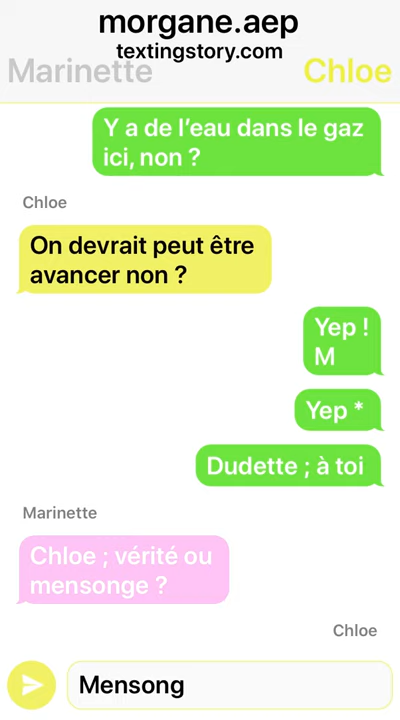 morgane.aep
textingstory.com
Marinette
Chloe
Y a de l’eau dans le gaz
ici, non ?
Chloe
On devrait peut être
avancer non ?
Yep !
M
Yep *
Dudette ; à toi
Marinette
Chloe ; vérité ou
mensonge ?
Chloe
Mensong